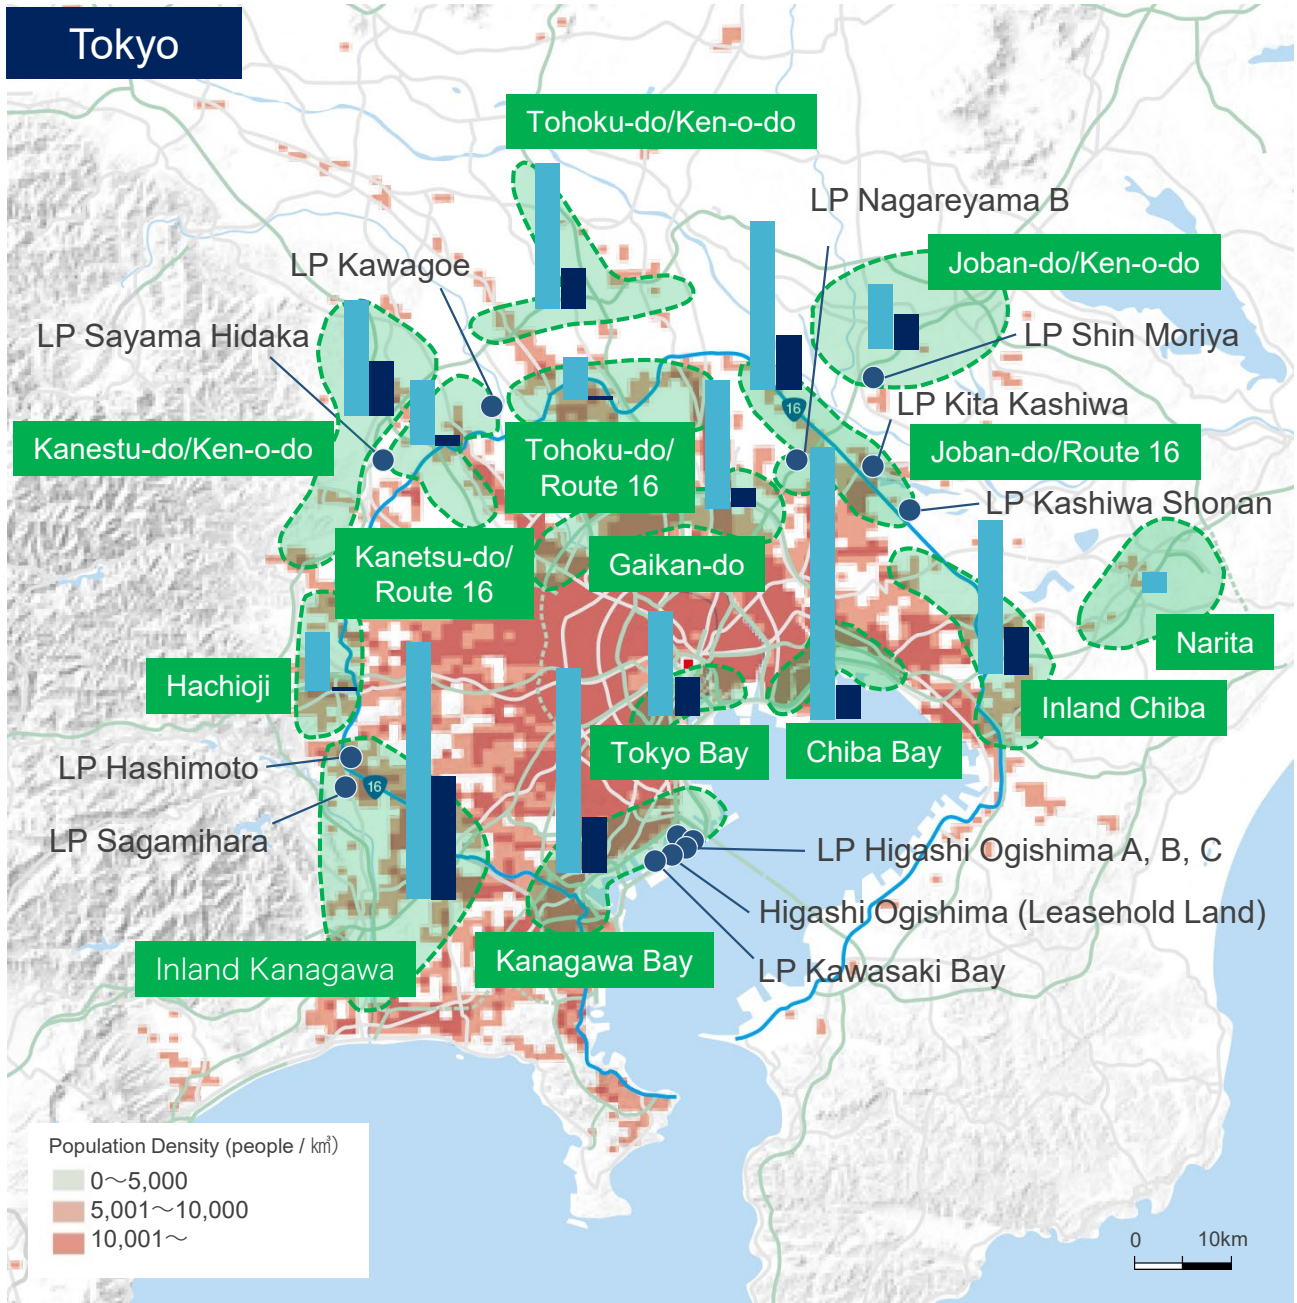 Tokyo
Tohoku-do/Ken-o-do
LP Nagareyama B
Joban-do/Ken-o-do
LP Kawagoe
LP Sayama Hidaka
LP Shin Moriya
LP Kita Kashiwa
16
Kanestu-do/Ken-o-do
Tohoku-do/
Route 16
Joban-do/Route 16
LP Kashiwa Shonan
Kanetsu-do/
Route 16
Gaikan-do
Narita
Hachioji
Inland Chiba
Tokyo Bay
Chiba Bay
LP Hashimoto
16
LP Sagamihara
LP Higashi Ogishima A, B, C
Higashi Ogishima (Leasehold Land)
Inland Kanagawa
Kanagawa Bay
LP Kawasaki Bay
Population Density (people / k㎥)
0～5,000
5,001～10,000
10,001～
0 10km